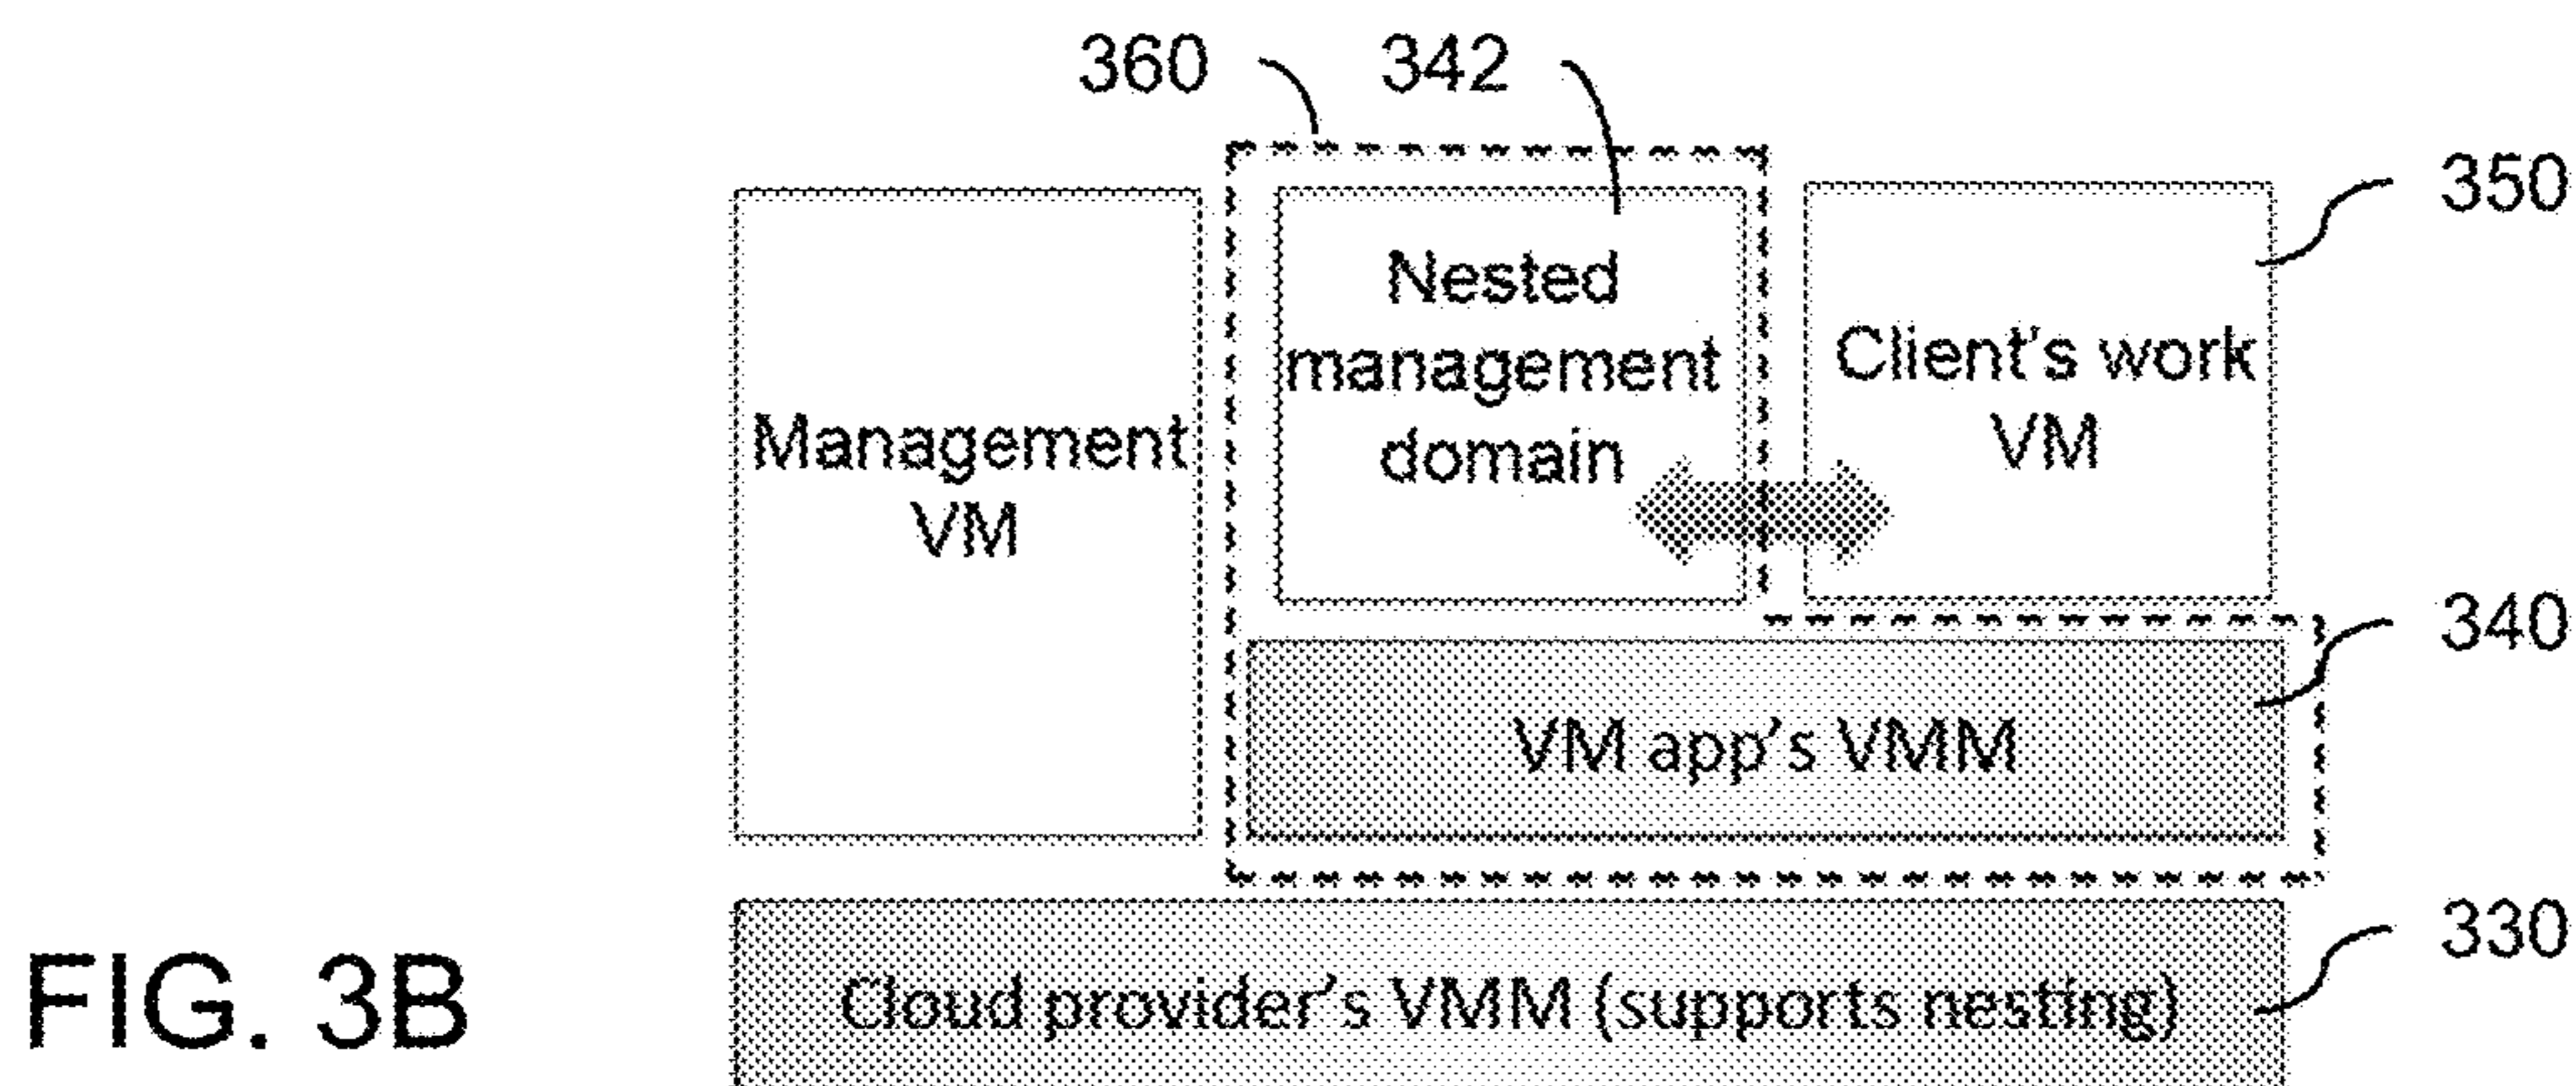 360
342
350
Nested
management
domain
Client's work
VM
Management
VM
340
VM app's VMM
330
Cloud provider's VMM (supports nesting)
FIG. 3B